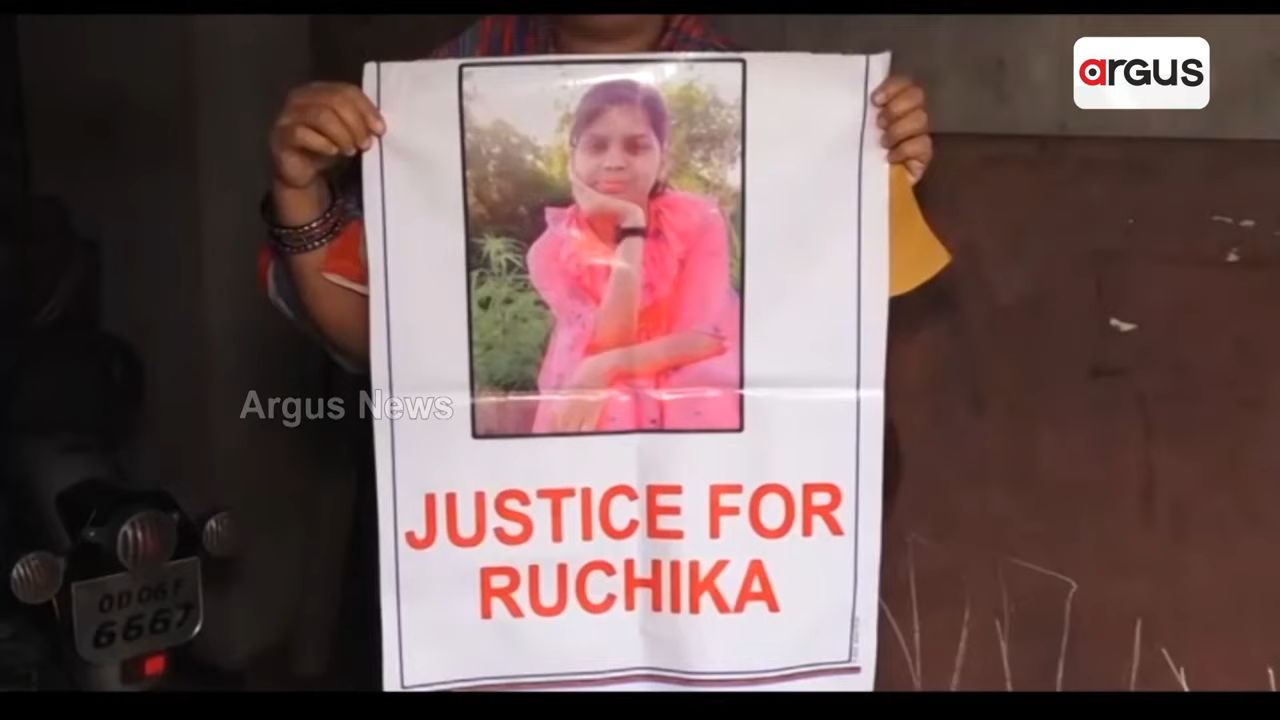 argus
JUSTICE FOR
RUCHIKA
Argus News
OD 06 F
6667